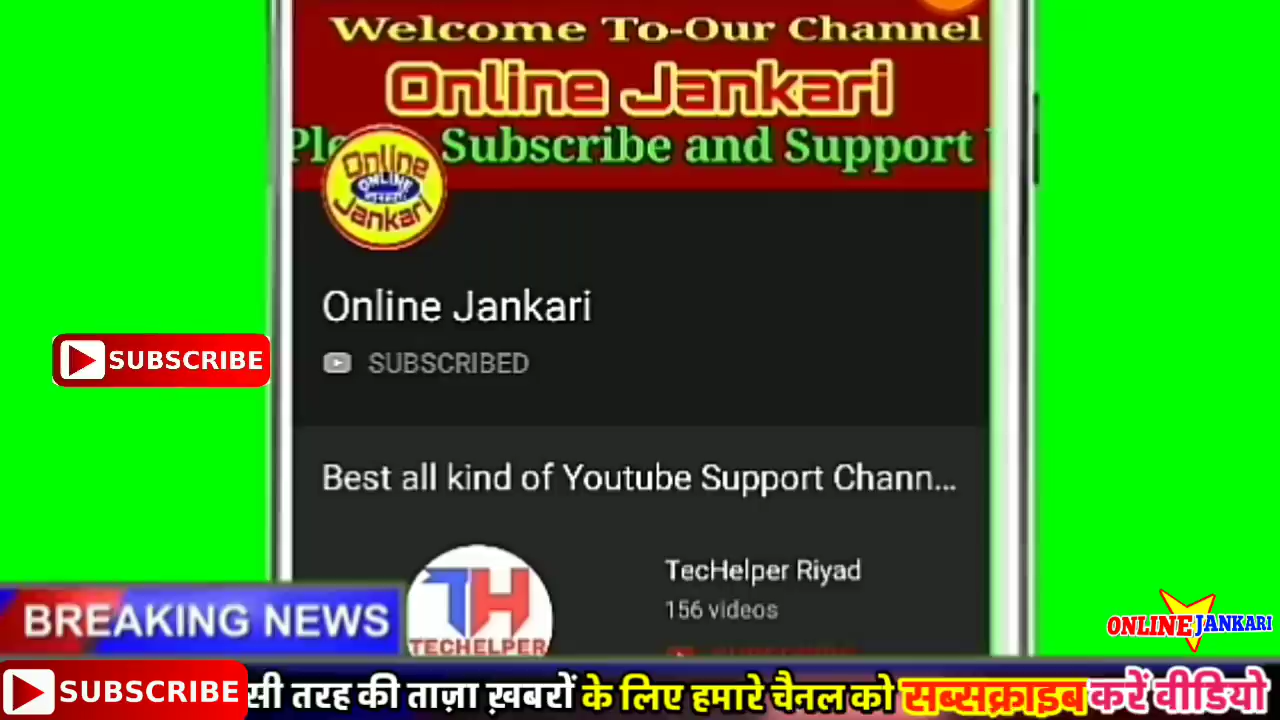 Welcome To-Our Channel
Online Jankari
Subscribe and Support
Online
ONLINE
Jankari
Online Jankari
SUBSCRIBED
SUBSCRIBE
Best all kind of Youtube Support Chann...
TecHelper Riyad
156 videos
TH
TECHELPER
BREAKING NEWS
ONLINE JANKARI
SUBSCRIBE
सी तरह की ताज़ा ख़बरों के लिए हमारे चैनल को सब्सक्राइब करें वीडियो